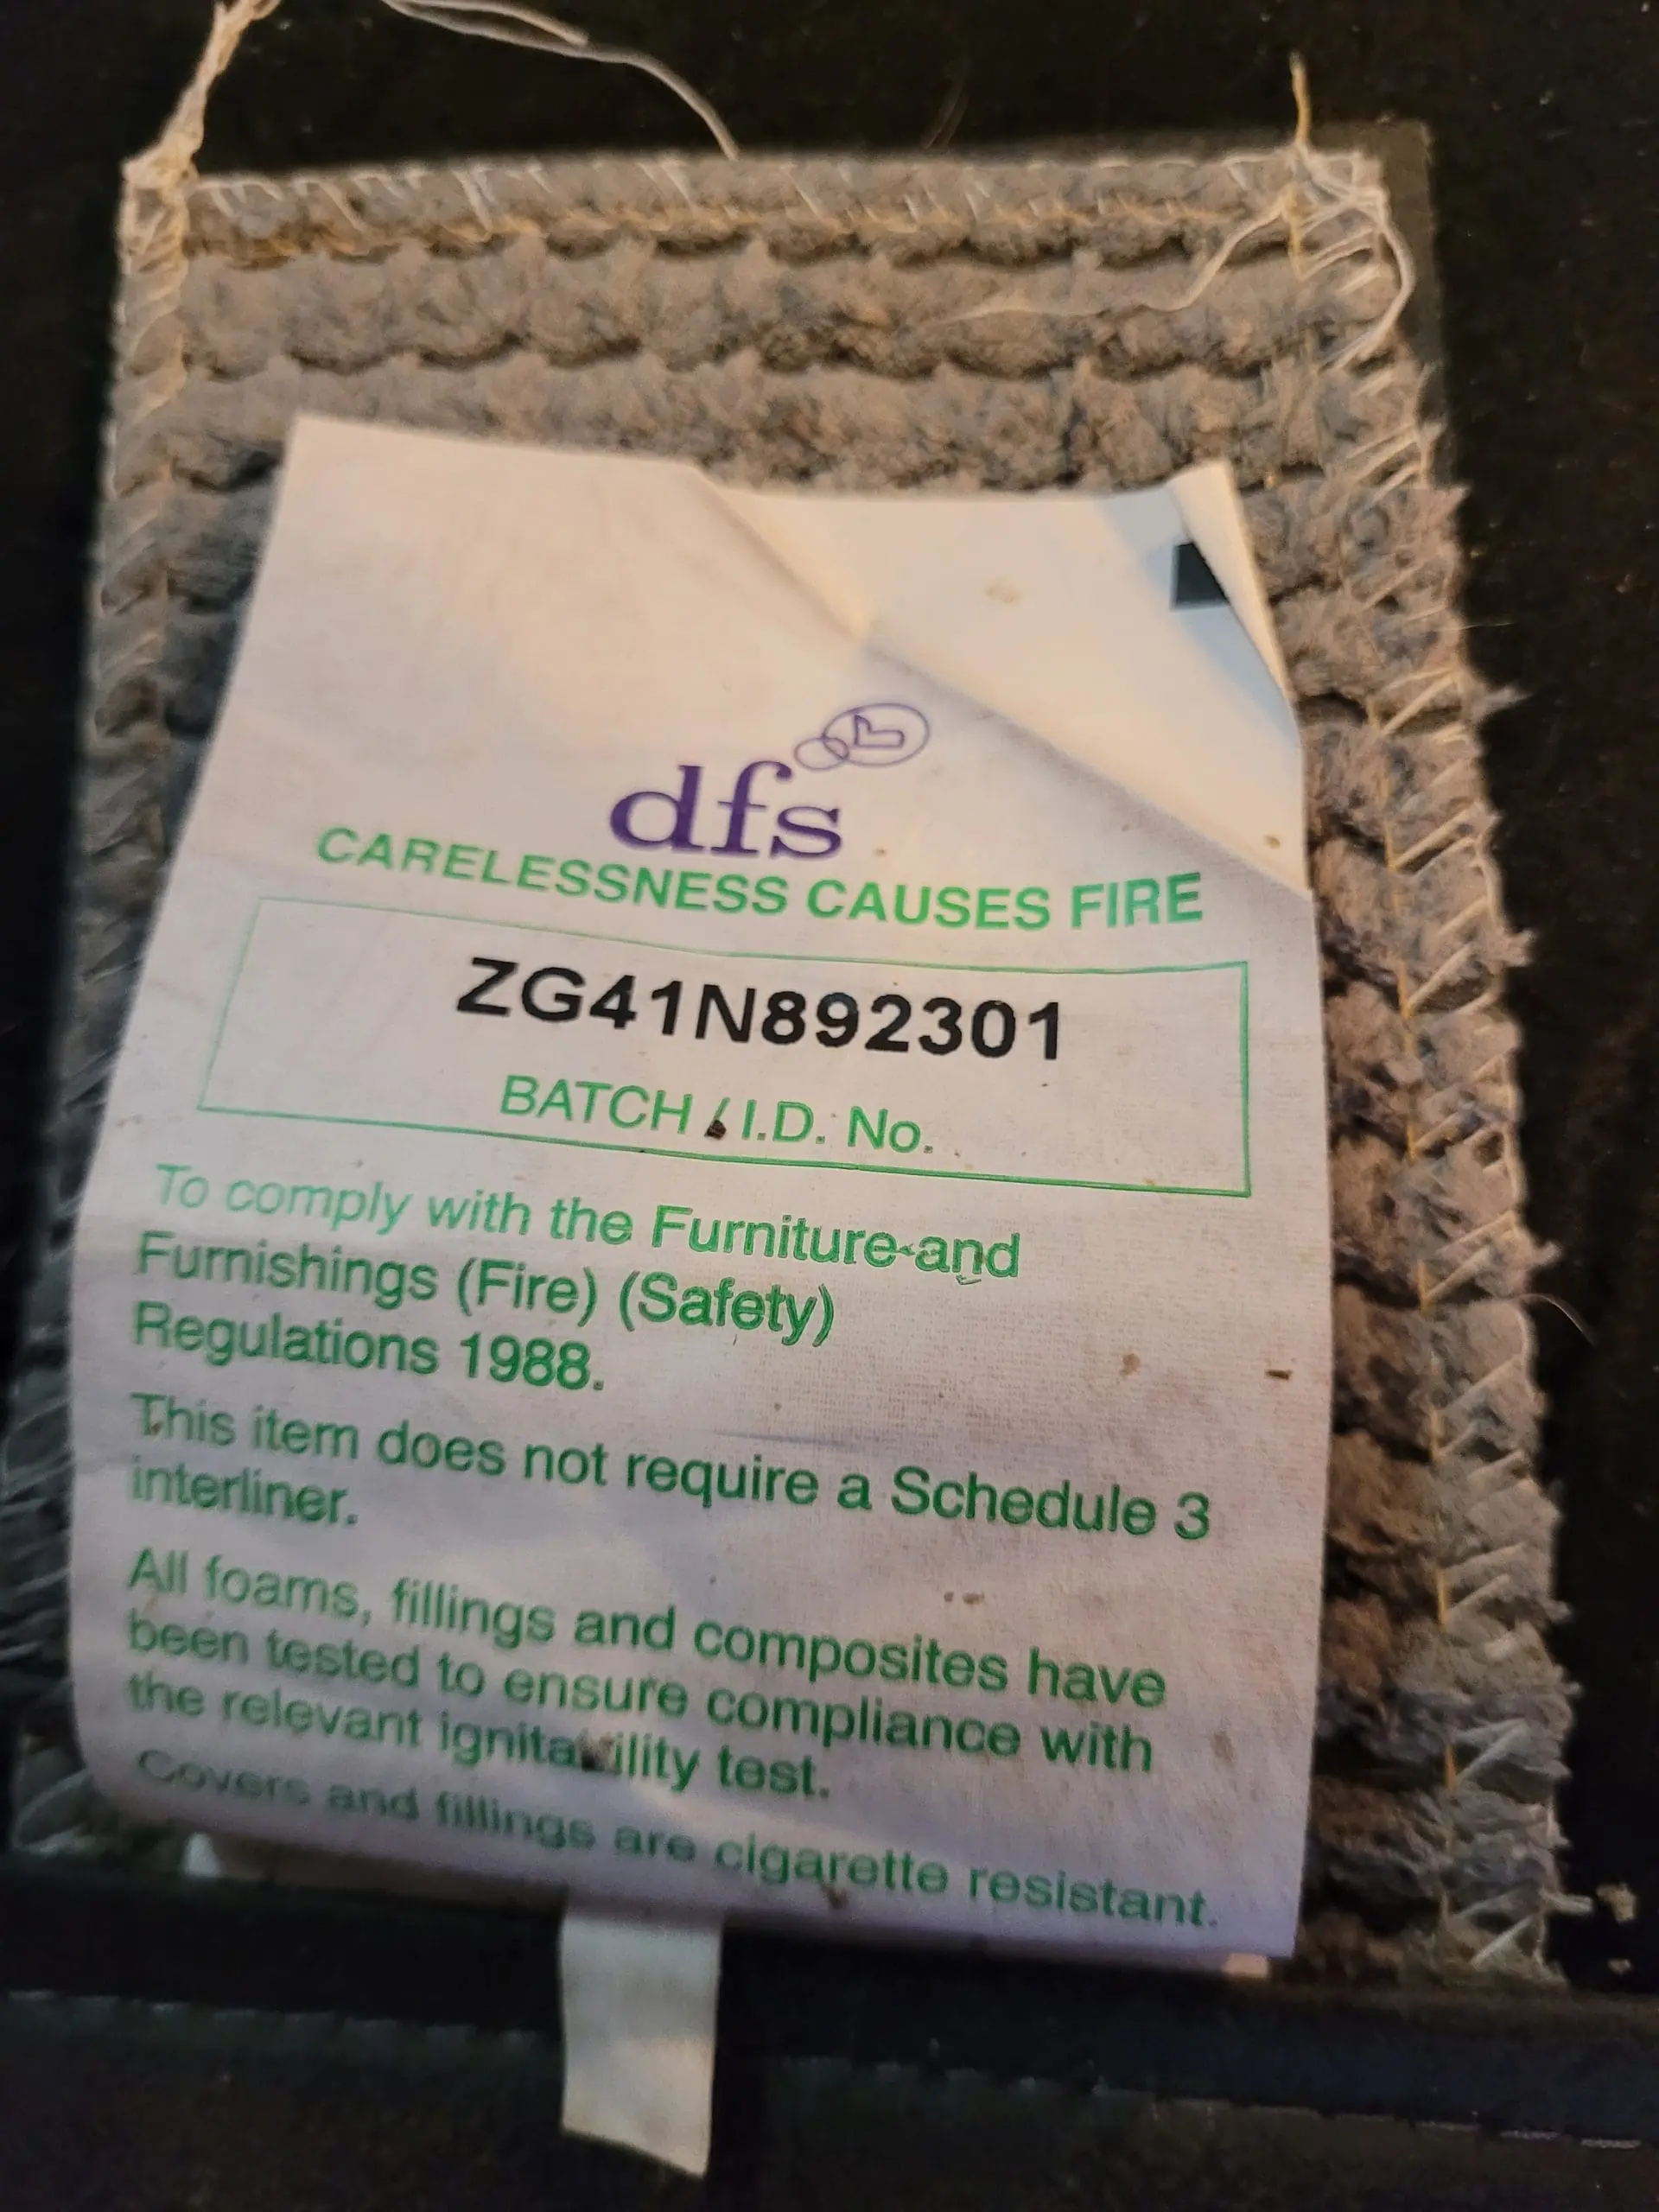 dfs
CARELESSNESS CAUSES FIRE
ZG41N892301
BATCH / I.D. No.
To comply with the Furniture and
Furnishings (Fire) (Safety)
Regulations 1988.
This item does not require a Schedule 3
interliner.
All foams, fillings and composites have
been tested to ensure compliance with
the relevant ignitability test.
Covers and fillings are cigarette resistant.